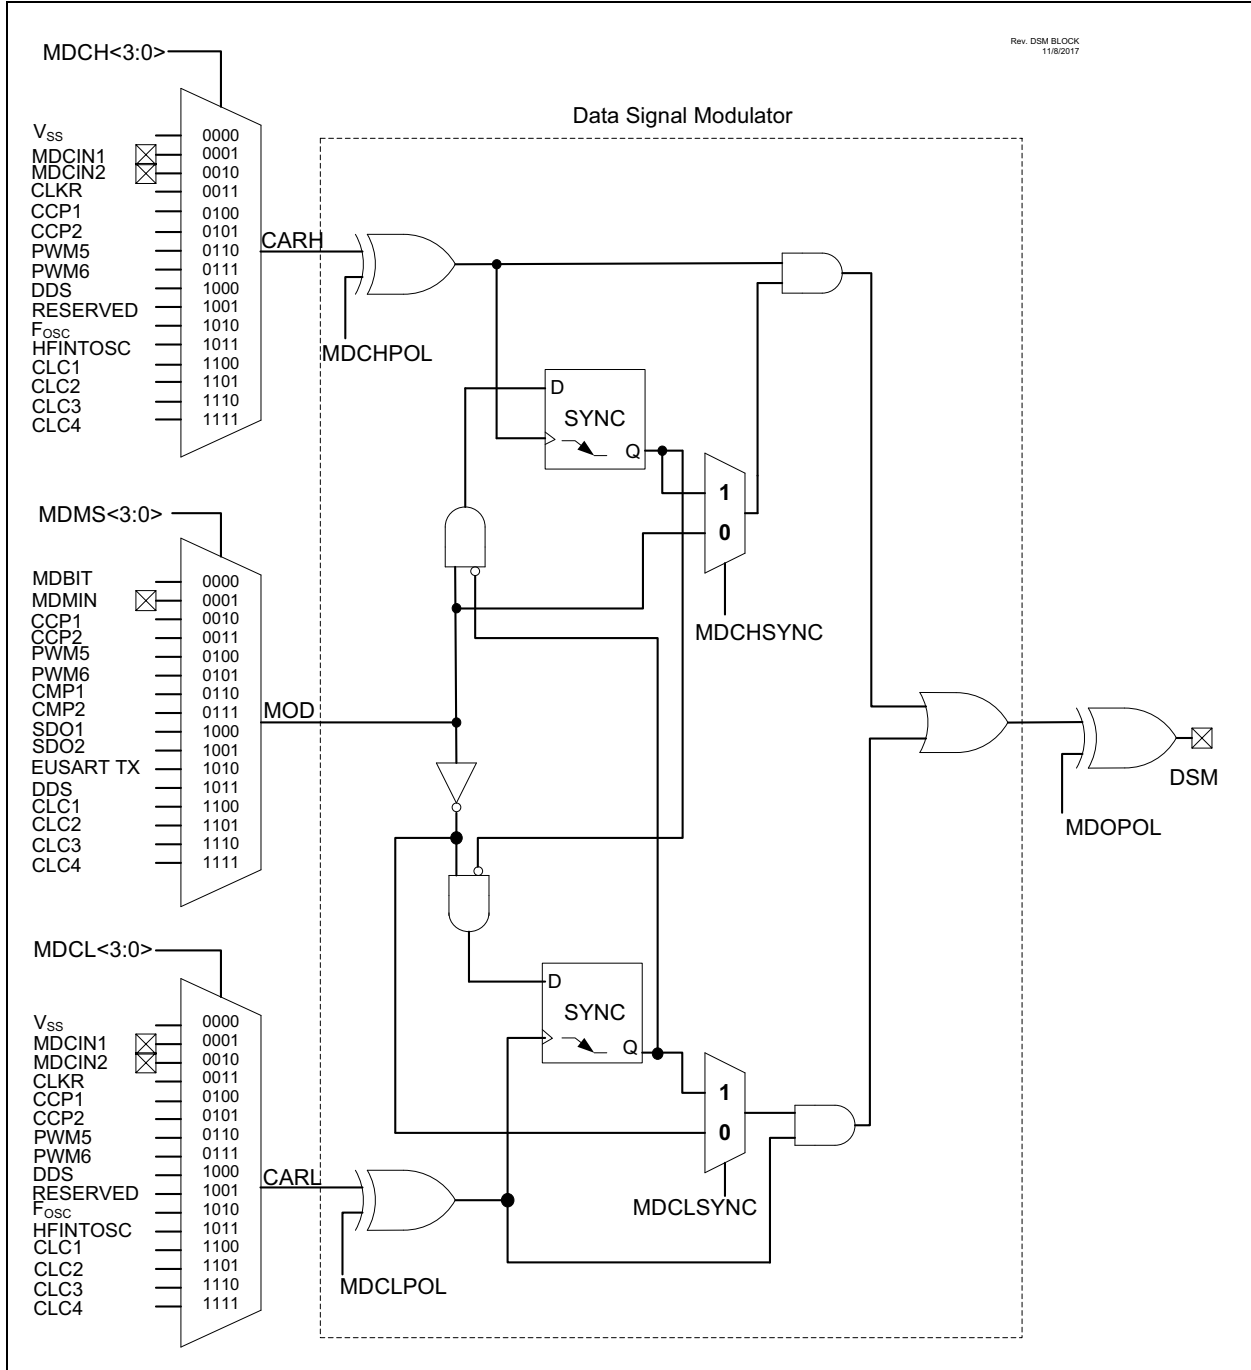 Rev. DSM BLOCK
11/8/2017
MDCH<3:0>
Data Signal Modulator
VSS 0000
MDCIN1 0001
MDCIN2 0010
CLKR 0011
CCP1 0100
CCP2 0101
PWM5 0110
PWM6 0111
DDS 1000
RESERVED 1001
FOSC 1010
HFINTOSC 1011
CLC1 1100
CLC2 1101
CLC3 1110
CLC4 1111
CARH
MDCHPOL
D
SYNC
Q
1
0
MDCHSYNC
MDMS<3:0>
MDBIT 0000
MDMIN 0001
CCP1 0010
CCP2 0011
PWM5 0100
PWM6 0101
CMP1 0110
CMP2 0111
SDO1 1000
SDO2 1001
EUSART TX 1010
DDS 1011
CLC1 1100
CLC2 1101
CLC3 1110
CLC4 1111
MOD
DSM
MDOPOL
MDCL<3:0>
VSS 0000
MDCIN1 0001
MDCIN2 0010
CLKR 0011
CCP1 0100
CCP2 0101
PWM5 0110
PWM6 0111
DDS 1000
RESERVED 1001
FOSC 1010
HFINTOSC 1011
CLC1 1100
CLC2 1101
CLC3 1110
CLC4 1111
CARL
MDCLPOL
D
SYNC
Q
1
0
MDCLSYNC